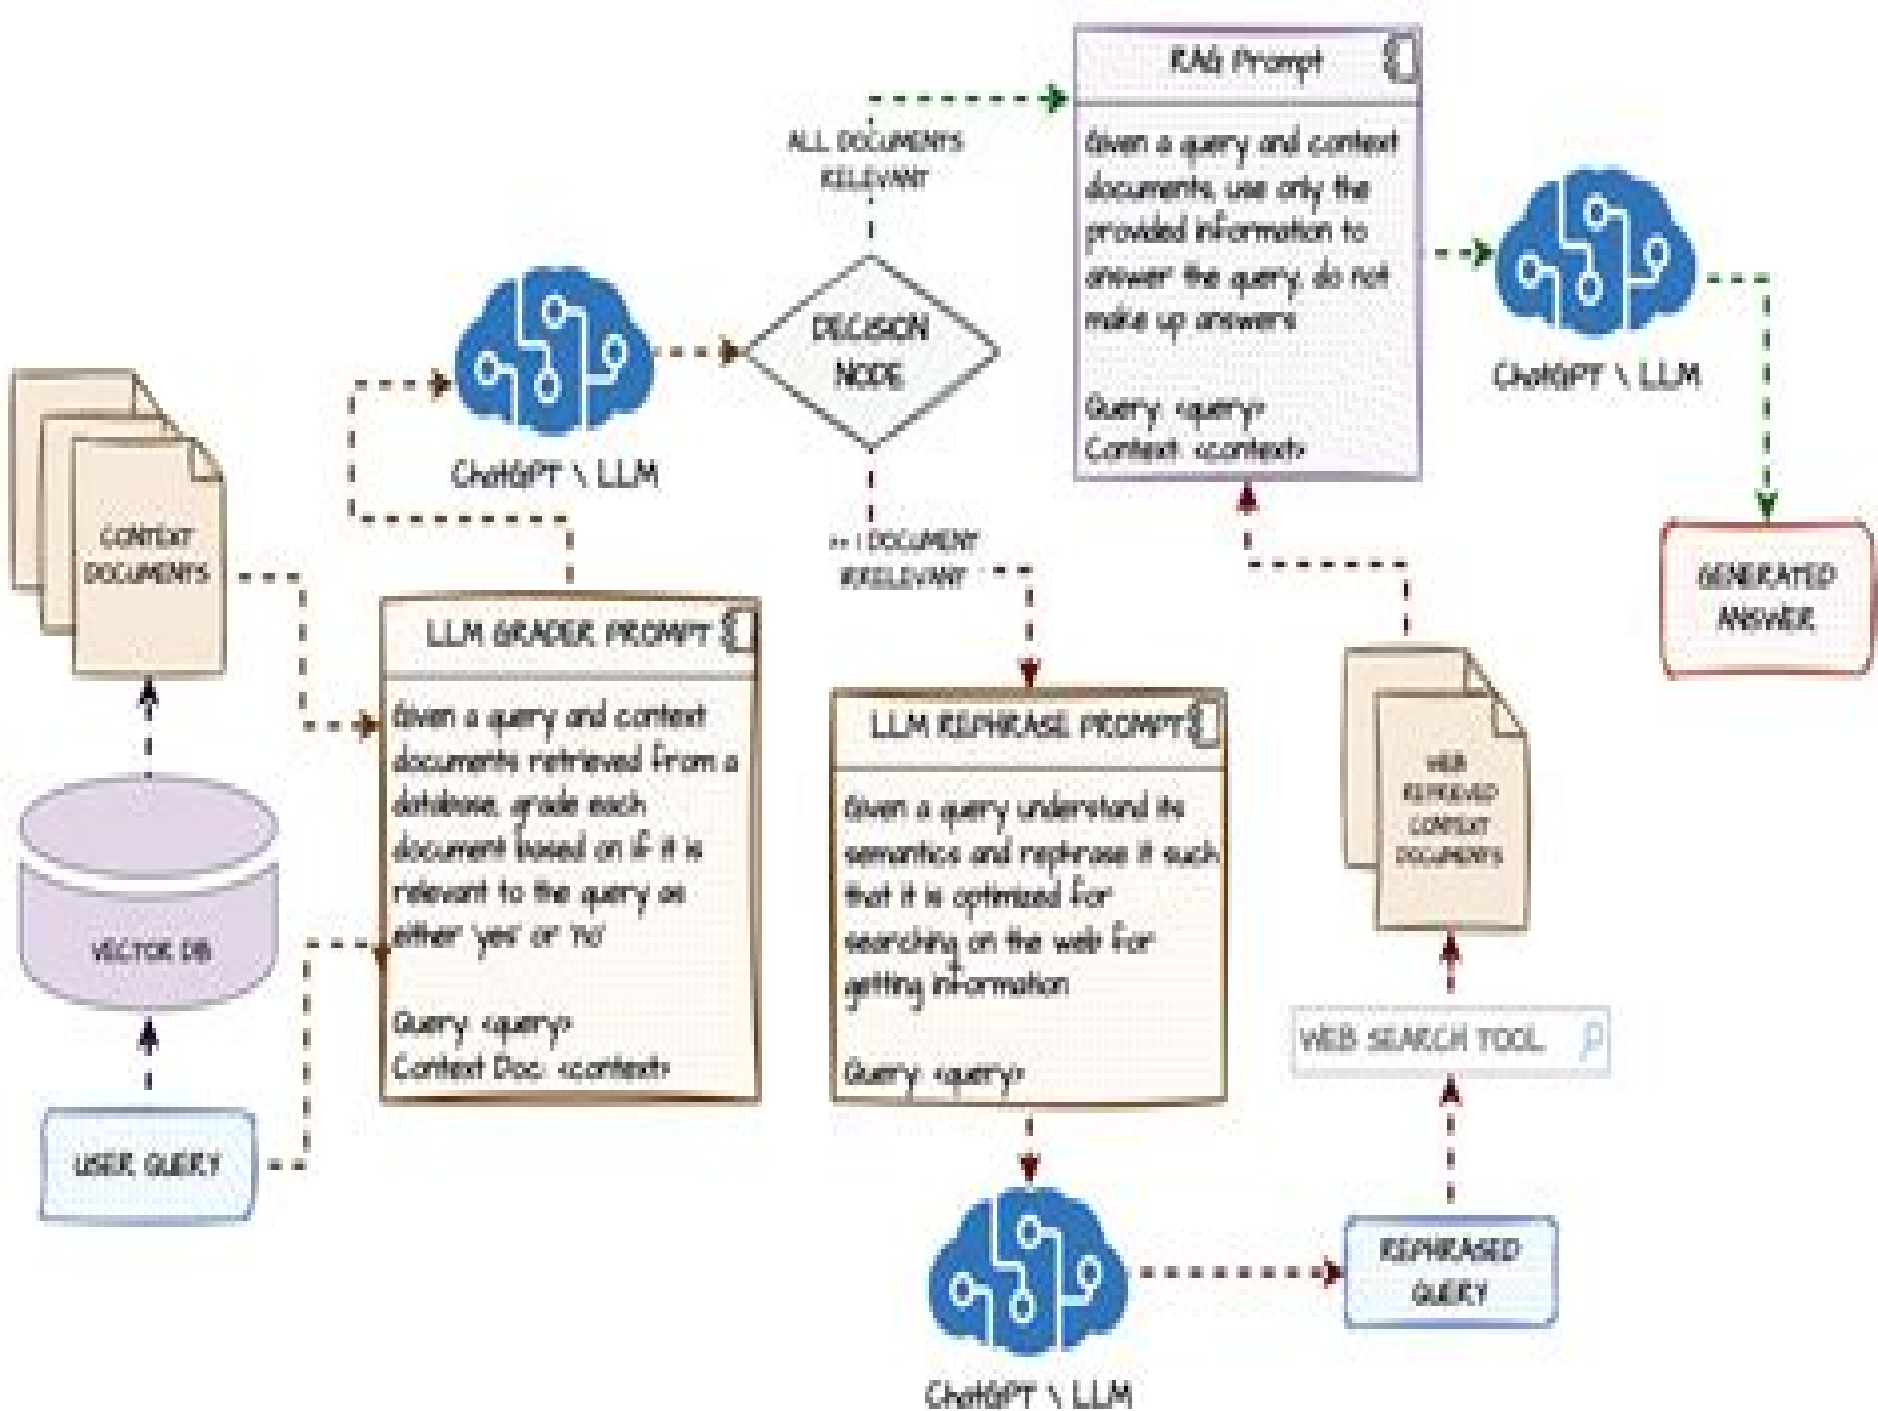 RAG Prompt
Given a query and context
documents, use only the
provided information to
answer the query, do not
make up answers
Query: <query>
Context: <context>
ALL DOCUMENTS
RELEVANT
DECISION
NODE
ChatGPT \ LLM
ChatGPT \ LLM
CONTEXT
DOCUMENTS
1 DOCUMENT
IRRELEVANT
GENERATED
ANSWER
LLM GRADER PROMPT
Given a query and context
documents retrieved from a
database, grade each
document based on if it is
relevant to the query as
either 'yes' or 'no'
Query: <query>
Context Doc: <context>
LLM REPHRASE PROMPT
Given a query understand its
semantics and rephrase it such
that it is optimized for
searching on the web for
getting information
Query: <query>
WEB
RETRIEVED
CONTEXT
DOCUMENTS
VECTOR DB
WEB SEARCH TOOL
USER QUERY
REPHRASED
QUERY
ChatGPT \ LLM